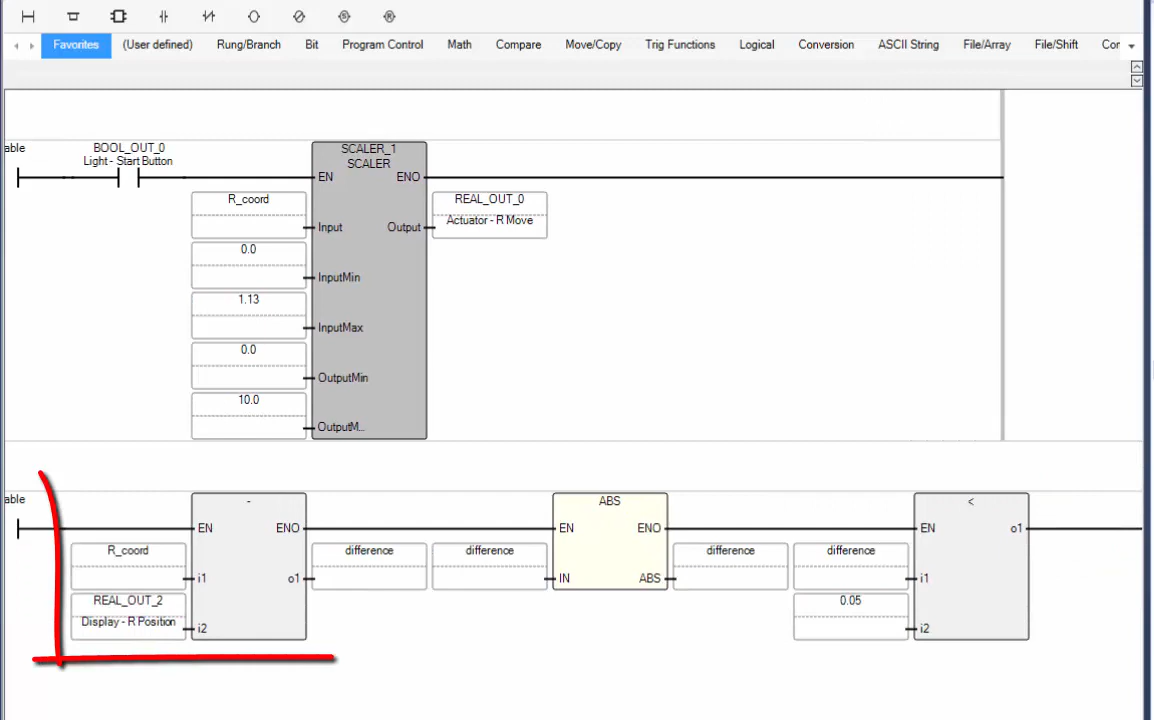 Favorites (User defined) Rung/Branch Bit Program Control Math Compare Move/Copy Trig Functions Logical Conversion ASCII String File/Array File/Shift Cor
able
BOOL_OUT_0
Light - Start Button
SCALER_1
SCALER
EN ENO
R_coord
Input
Output
REAL_OUT_0
Actuator - R Move
0.0
InputMin
1.13
InputMax
0.0
OutputMin
10.0
OutputM...
able
-
EN ENO
R_coord
i1
o1
REAL_OUT_2
Display - R Position
i2
difference
difference
ABS
EN ENO
IN ABS
difference
difference
<
EN o1
i1
0.05
i2